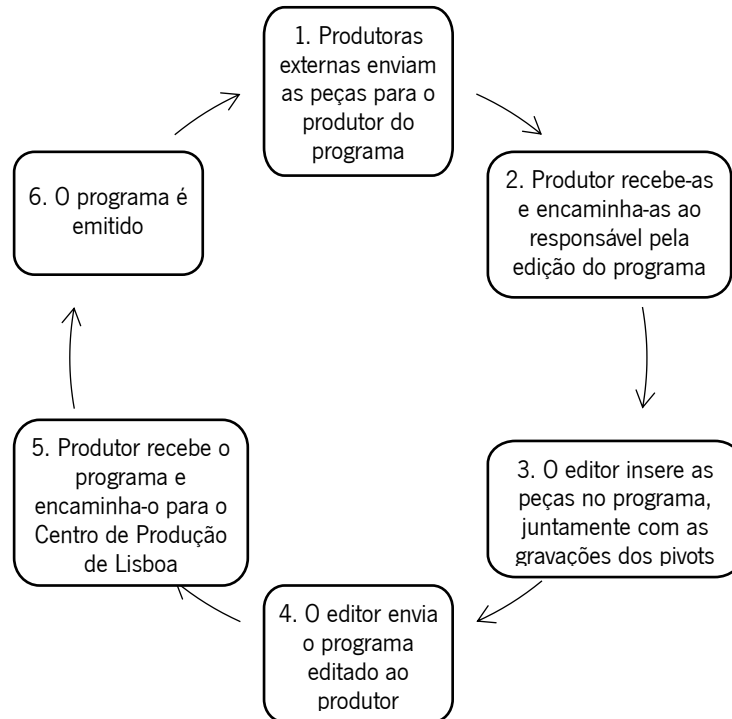 1. Produtoras
externas enviam
as peças para o
produtor do
programa
2. Produtor recebe-as
e encaminha-as ao
responsável pela
edição do programa
3. O editor insere as
peças no programa,
juntamente com as
gravações dos pivots
4. O editor envia
o programa
editado ao
produtor
5. Produtor recebe o
programa e
encaminha-o para o
Centro de Produção
de Lisboa
6. O programa é
emitido